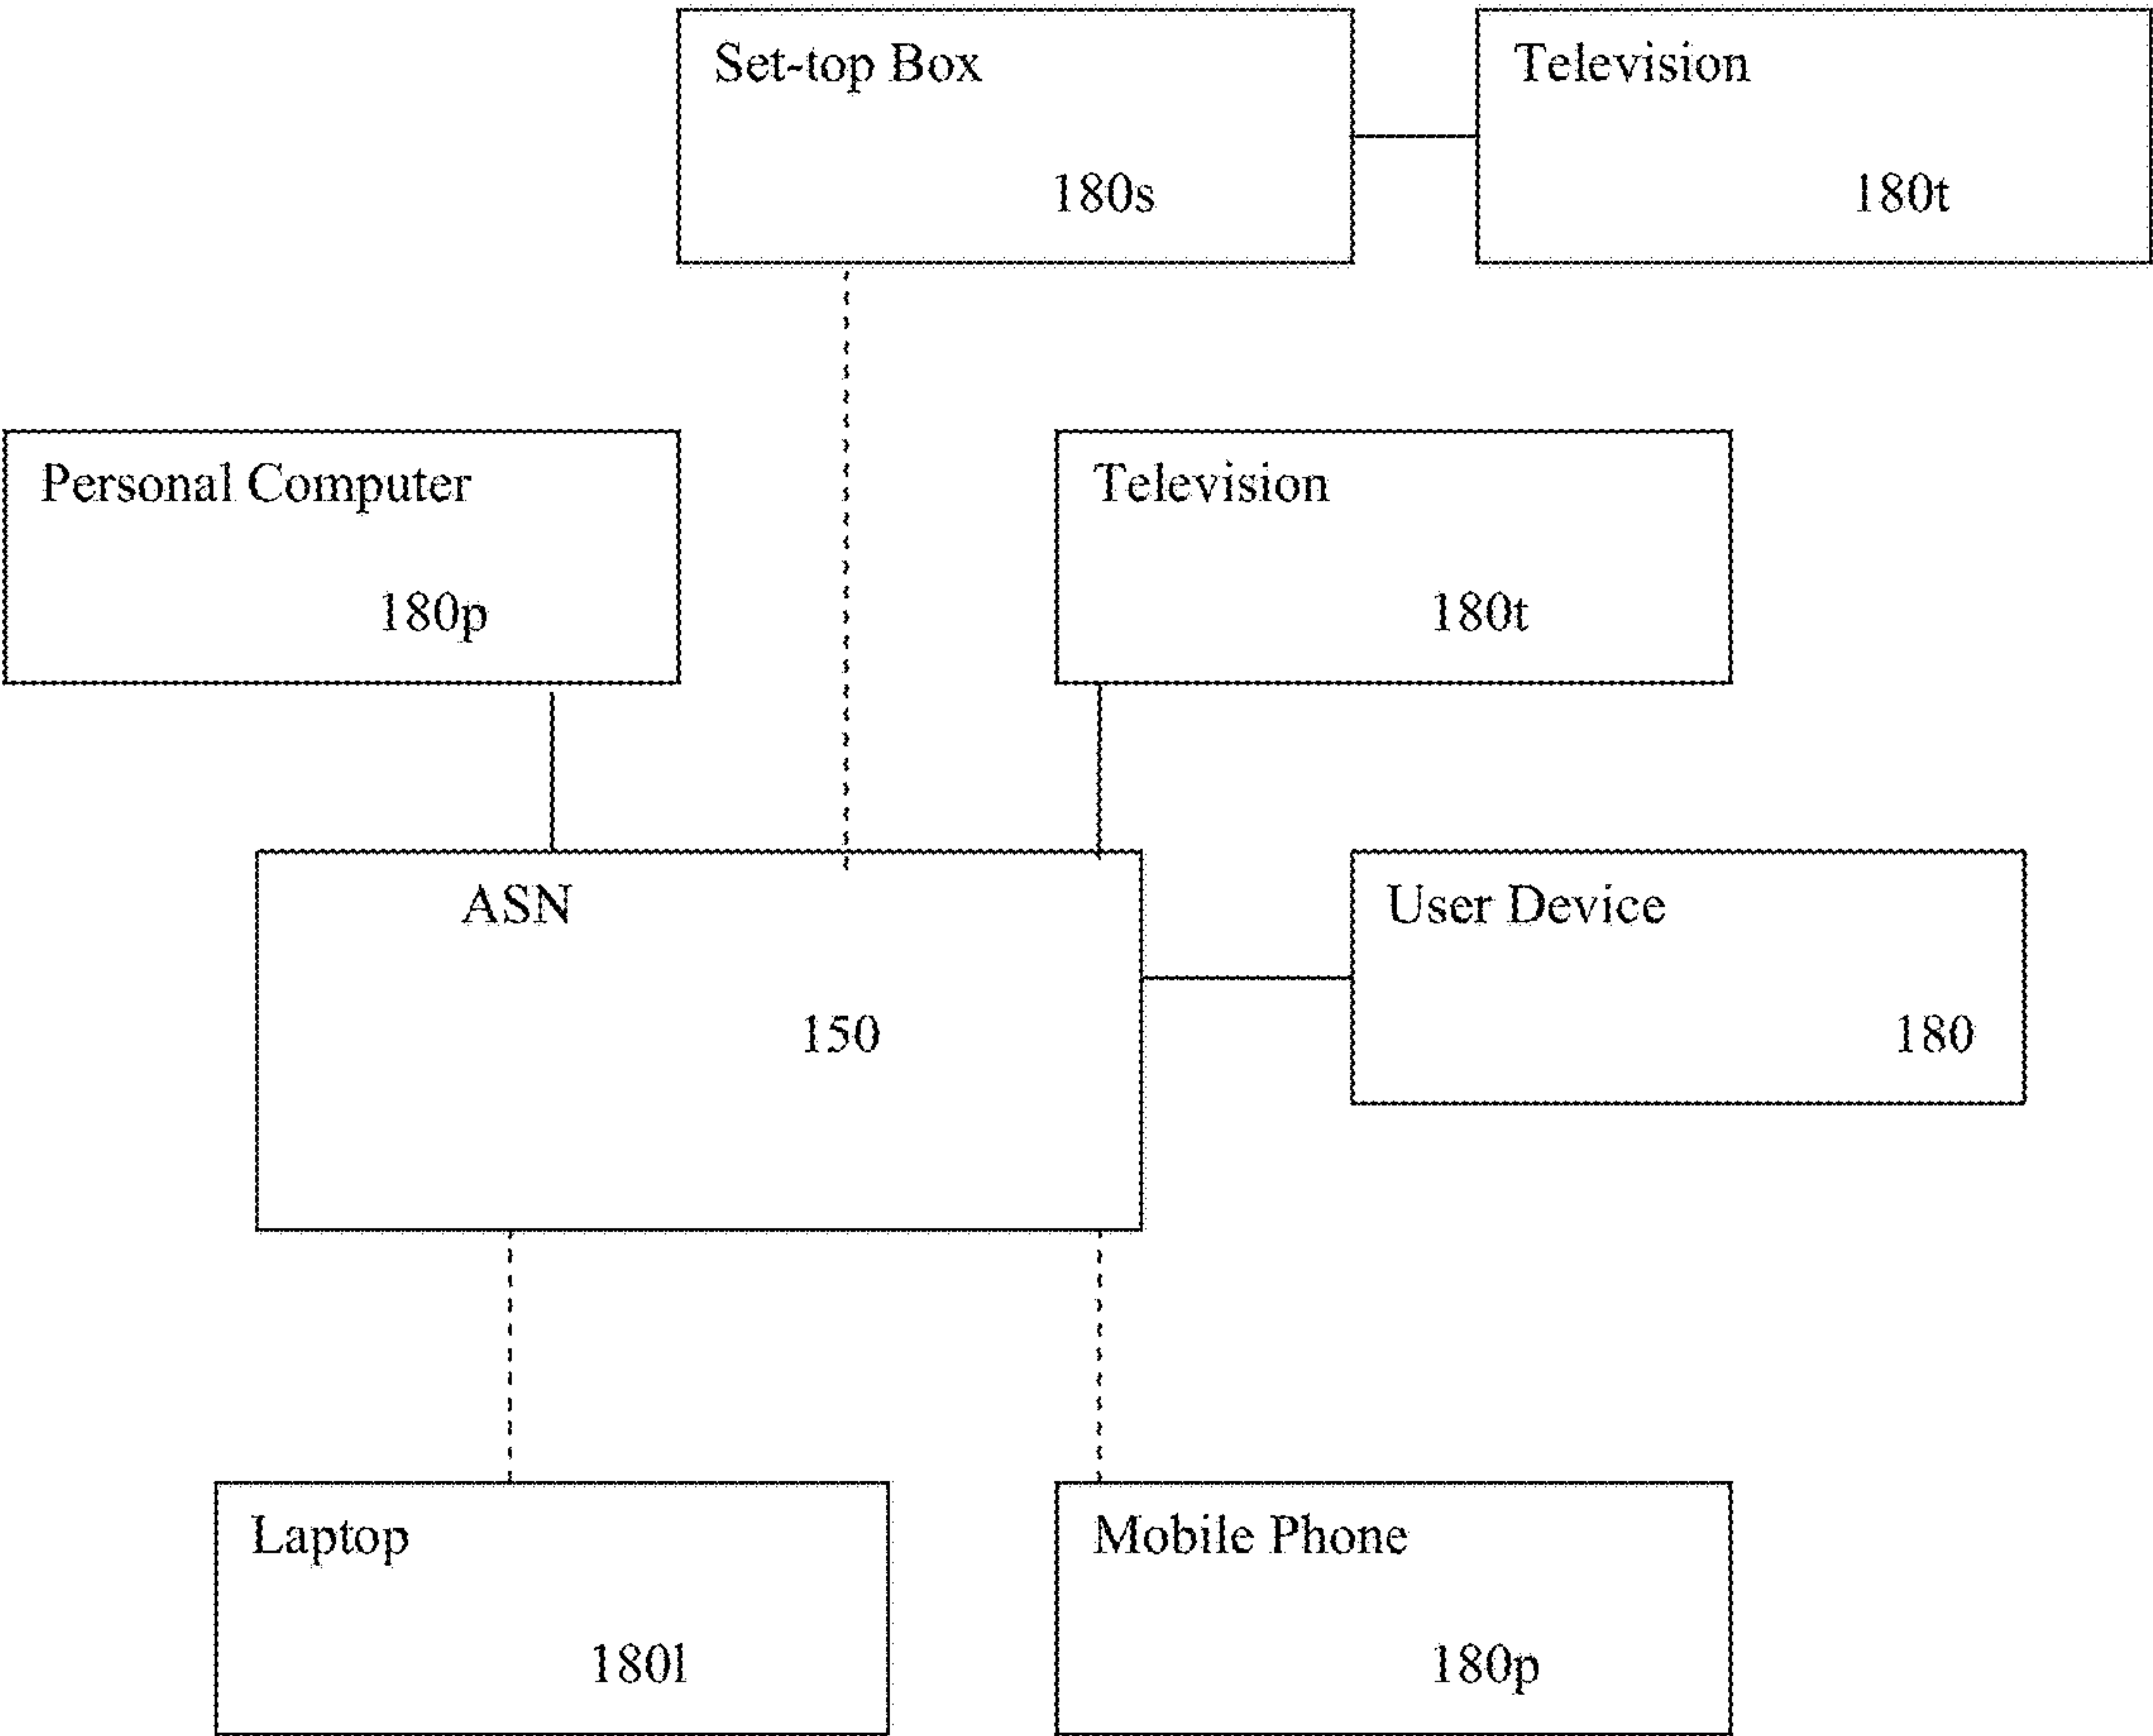 Set-top Box
180s
Television
180t
Personal Computer
180p
Television
180t
ASN
150
User Device
180
Laptop
180l
Mobile Phone
180p